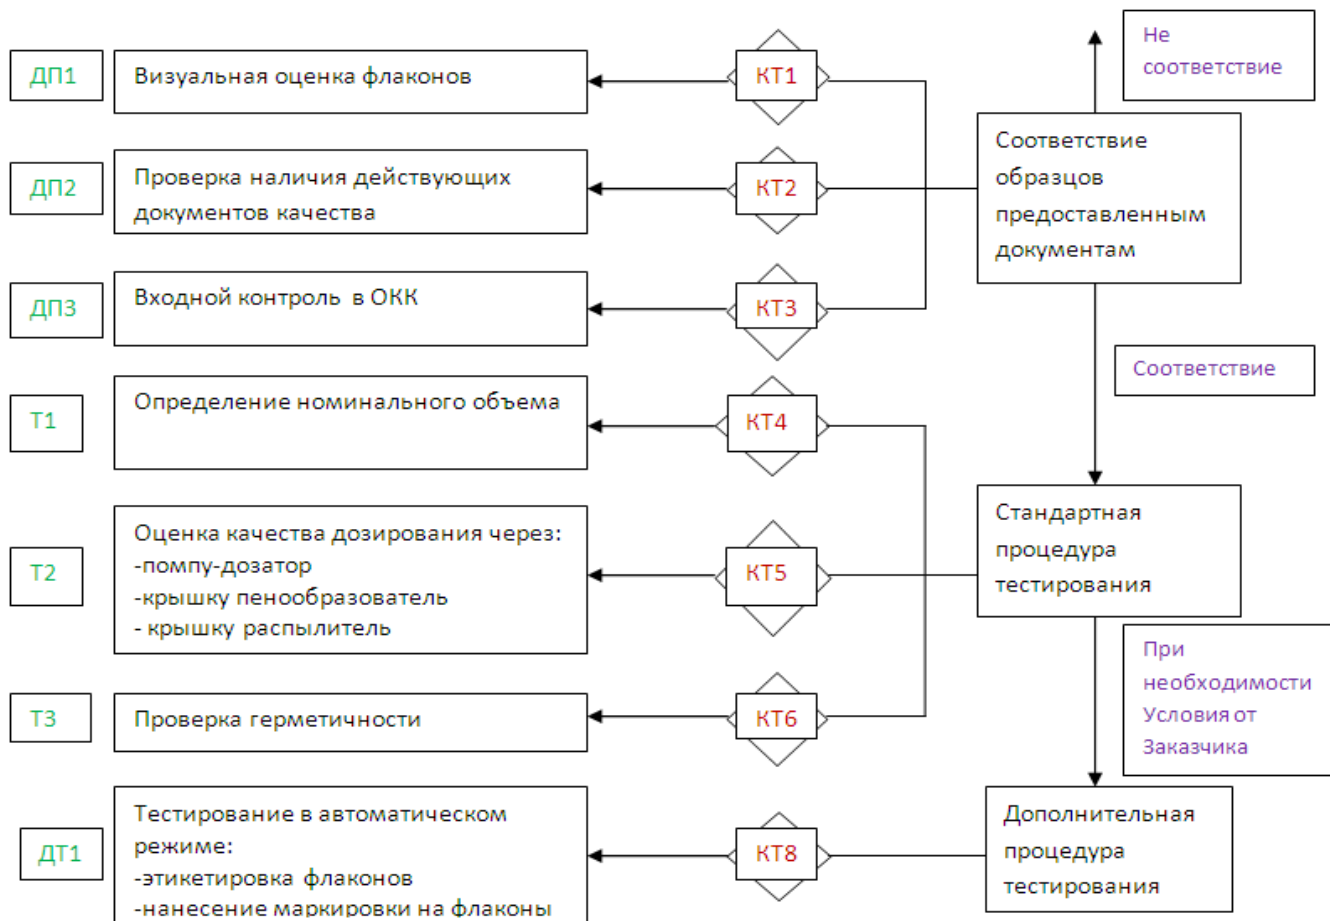 Не
соответствие
ДП1
Визуальная оценка флаконов
КТ1
Соответствие
образцов
предоставленным
документам
ДП2
Проверка наличия действующих
документов качества
КТ2
ДП3
Входной контроль в ОКК
КТ3
Соответствие
Т1
Определение номинального объема
КТ4
Стандартная
процедура
тестирования
Т2
Оценка качества дозирования через:
-помпу-дозатор
-крышку пенообразователь
- крышку распылитель
КТ5
При
необходимости
Условия от
Заказчика
Т3
Проверка герметичности
КТ6
ДТ1
Тестирование в автоматическом
режиме:
-этикетировка флаконов
-нанесение маркировки на флаконы
КТ8
Дополнительная
процедура
тестирования